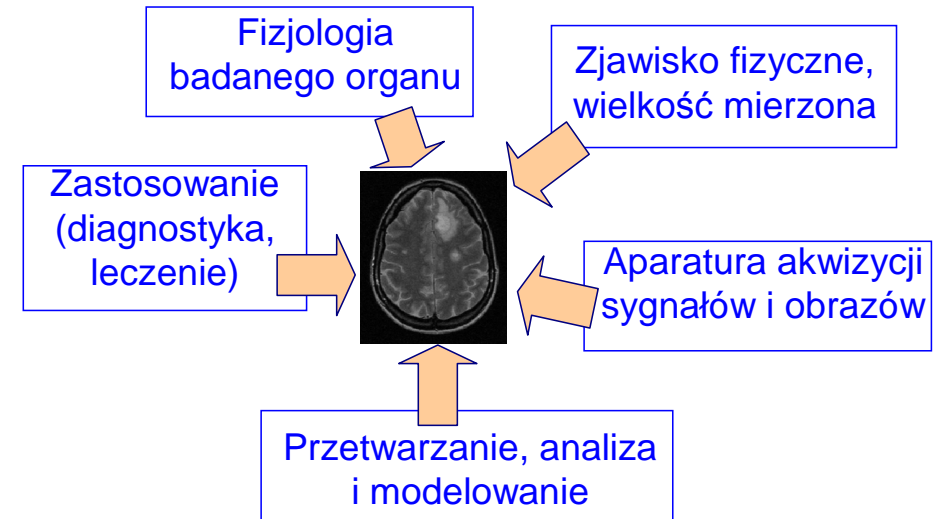 Fizjologia
badanego organu
Zjawisko fizyczne,
wielkość mierzona
Zastosowanie
(diagnostyka,
leczenie)
Aparatura akwizycji
sygnałów i obrazów
Przetwarzanie, analiza
i modelowanie